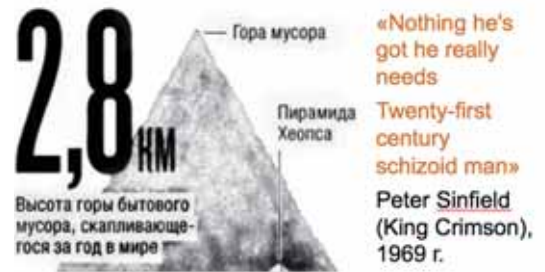 2,8 КМ
Гора мусора
Пирамида
Хеопса
Высота горы бытового
мусора, скапливающе-
гося за год в мире
«Nothing he's
got he really
needs
Twenty-first
century
schizoid man»
Peter Sinfield
(King Crimson),
1969 г.